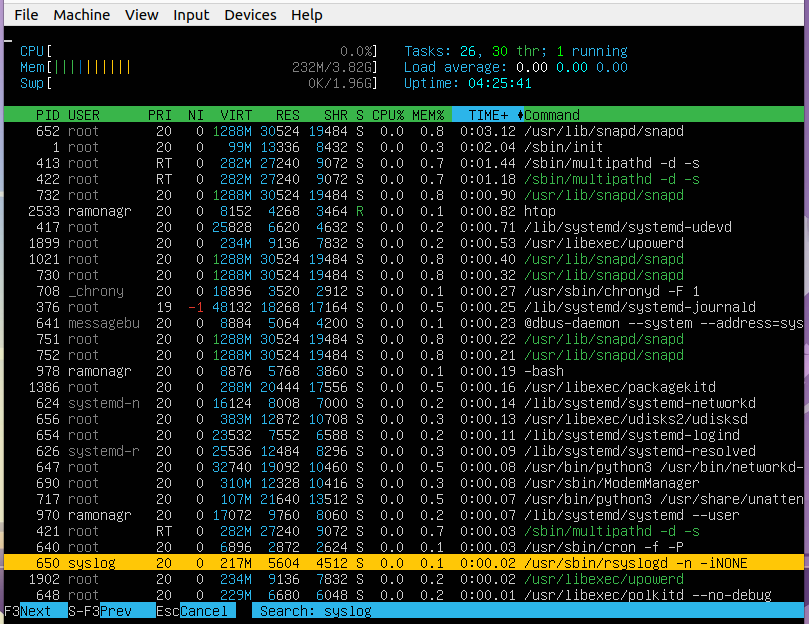 File Machine View Input Devices Help
CPU[ 0.0%] Tasks: 26, 30 thr; 1 running
Mem[|||||||||| 232M/3.82G] Load average: 0.00 0.00 0.00
Swp[ 0K/1.96G] Uptime: 04:25:41
PID USER PRI NI VIRT RES SHR S CPU% MEM% TIME+ Command
652 root 20 0 1288M 30524 19484 S 0.0 0.8 0:03.12 /usr/lib/snapd/snapd
1 root 20 0 99M 13336 8432 S 0.0 0.3 0:02.04 /sbin/init
413 root RT 0 282M 27240 9072 S 0.0 0.7 0:01.44 /sbin/multipathd -d -s
422 root RT 0 282M 27240 9072 S 0.0 0.7 0:01.18 /sbin/multipathd -d -s
732 root 20 0 1288M 30524 19484 S 0.0 0.8 0:00.90 /usr/lib/snapd/snapd
2533 ramonagr 20 0 8152 4268 3464 R 0.0 0.1 0:00.82 htop
417 root 20 0 25828 6620 4632 S 0.0 0.2 0:00.71 /lib/systemd/systemd-udevd
1899 root 20 0 234M 9136 7832 S 0.0 0.2 0:00.53 /usr/libexec/upowerd
1021 root 20 0 1288M 30524 19484 S 0.0 0.8 0:00.40 /usr/lib/snapd/snapd
730 root 20 0 1288M 30524 19484 S 0.0 0.8 0:00.32 /usr/lib/snapd/snapd
708 _chrony 20 0 18896 3520 2912 S 0.0 0.1 0:00.27 /usr/sbin/chronyd -F 1
376 root 19 -1 48132 18268 17164 S 0.0 0.5 0:00.25 /lib/systemd/systemd-journald
641 messagebu 20 0 8884 5064 4200 S 0.0 0.1 0:00.23 @dbus-daemon --system --address=sys
751 root 20 0 1288M 30524 19484 S 0.0 0.8 0:00.22 /usr/lib/snapd/snapd
752 root 20 0 1288M 30524 19484 S 0.0 0.8 0:00.21 /usr/lib/snapd/snapd
978 ramonagr 20 0 8876 5768 3860 S 0.0 0.1 0:00.19 -bash
1386 root 20 0 288M 20444 17556 S 0.0 0.5 0:00.16 /usr/libexec/packagekitd
624 systemd-n 20 0 16124 8008 7000 S 0.0 0.2 0:00.14 /lib/systemd/systemd-networkd
656 root 20 0 383M 12872 10708 S 0.0 0.3 0:00.13 /usr/libexec/udisks2/udisksd
654 root 20 0 23532 7552 6588 S 0.0 0.2 0:00.11 /lib/systemd/systemd-logind
626 systemd-r 20 0 25536 12484 8296 S 0.0 0.3 0:00.09 /lib/systemd/systemd-resolved
647 root 20 0 32740 19092 10460 S 0.0 0.5 0:00.08 /usr/bin/python3 /usr/bin/networkd-
690 root 20 0 310M 12328 10416 S 0.0 0.3 0:00.08 /usr/sbin/ModemManager
717 root 20 0 107M 21640 13512 S 0.0 0.5 0:00.07 /usr/bin/python3 /usr/share/unatten
970 ramonagr 20 0 17072 9760 8060 S 0.0 0.2 0:00.07 /lib/systemd/systemd --user
421 root RT 0 282M 27240 9072 S 0.0 0.7 0:00.03 /sbin/multipathd -d -s
640 root 20 0 6896 2872 2624 S 0.0 0.1 0:00.03 /usr/sbin/cron -f -P
650 syslog 20 0 217M 5604 4512 S 0.0 0.1 0:00.02 /usr/sbin/rsyslogd -n -iNONE
1902 root 20 0 234M 9136 7832 S 0.0 0.2 0:00.02 /usr/libexec/upowerd
648 root 20 0 229M 6680 6048 S 0.0 0.2 0:00.01 /usr/libexec/polkitd --no-debug
F3Next S-F3Prev EscCancel Search: syslog